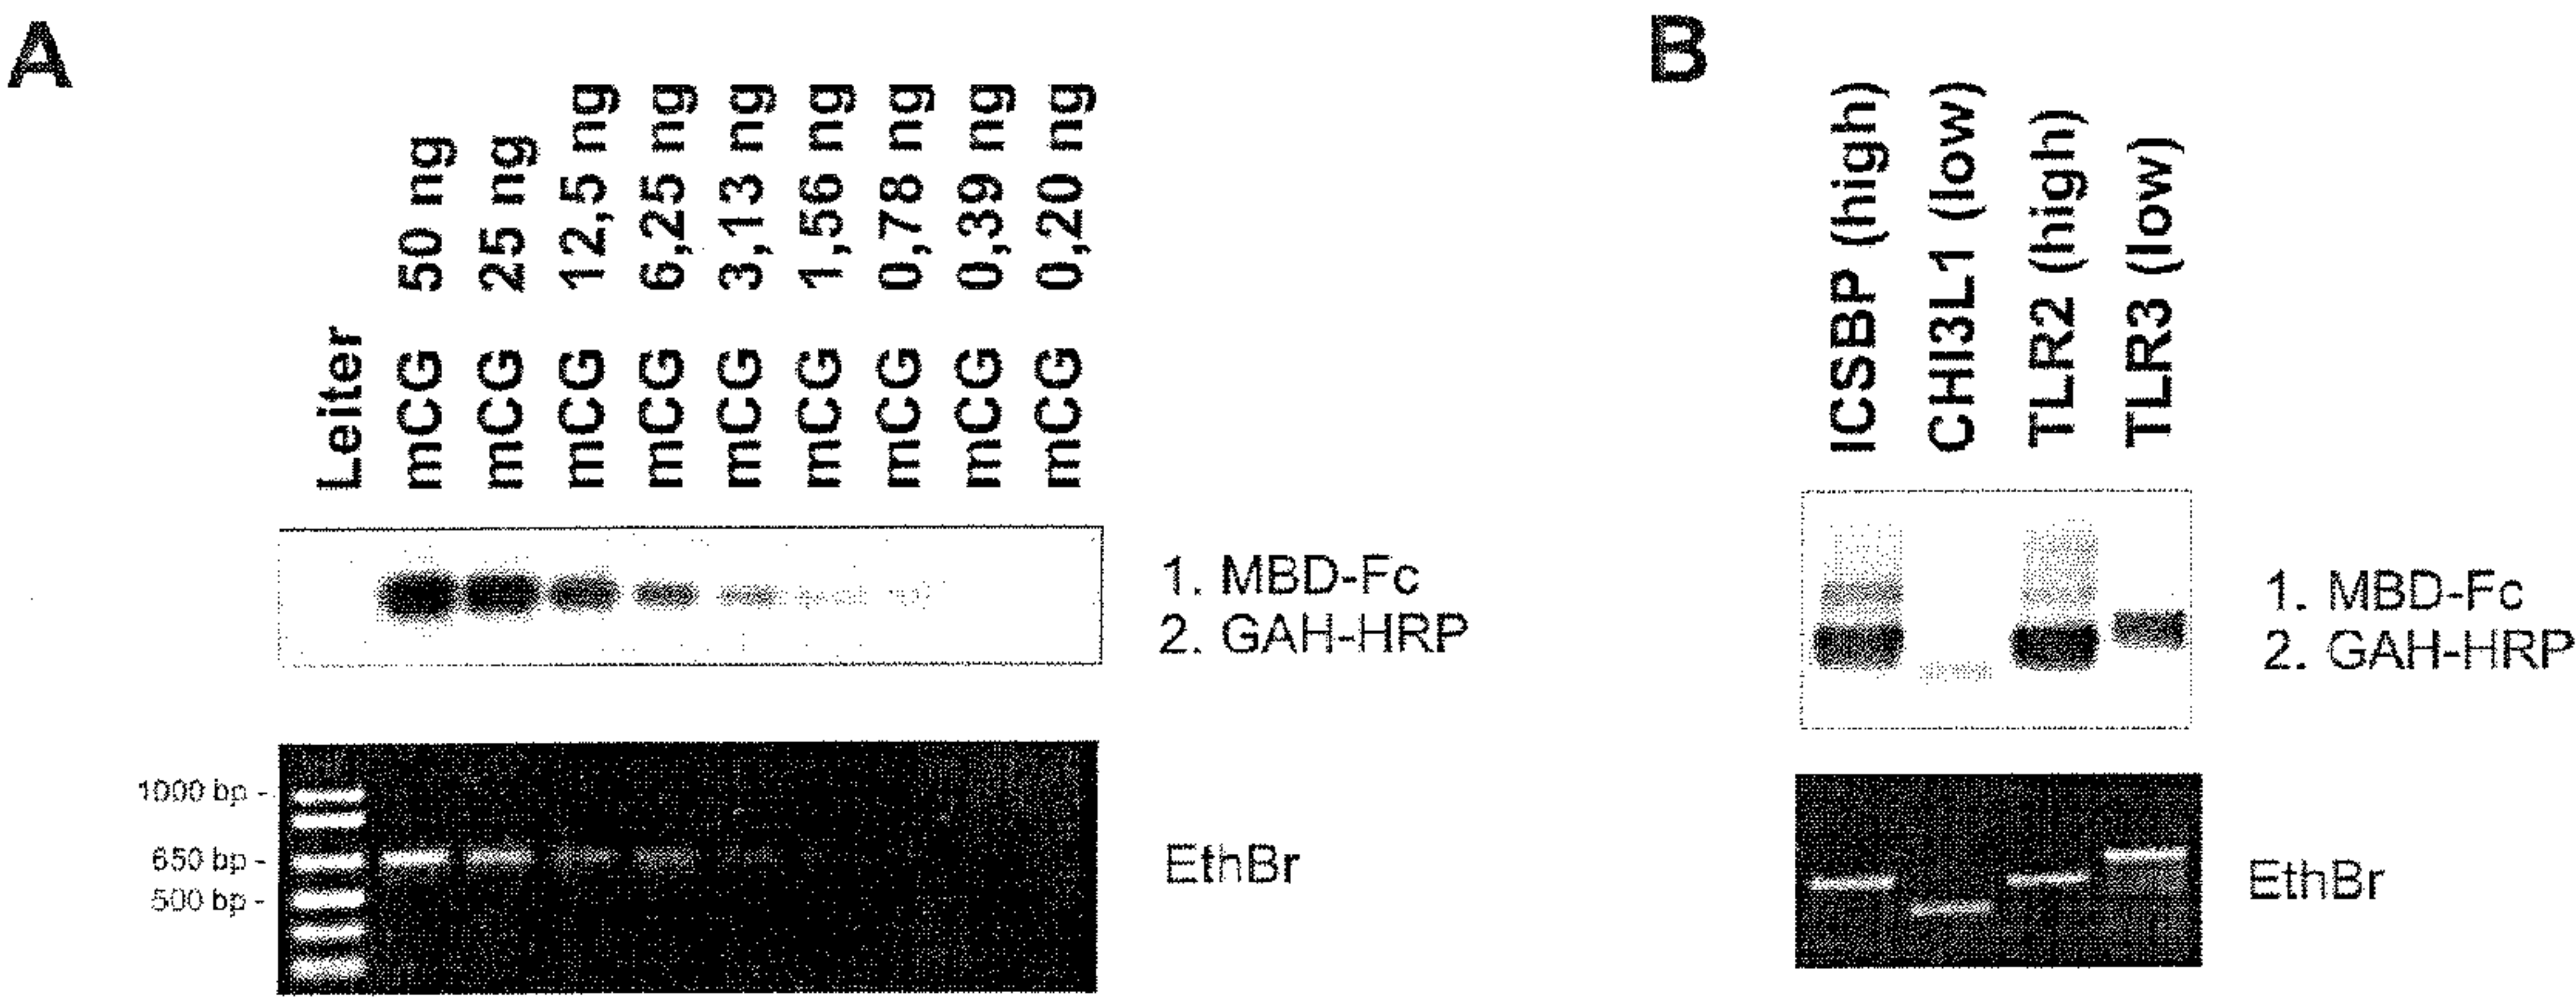 A
Leiter
mCG 50 ng
mCG 25 ng
mCG 12,5 ng
mCG 6,25 ng
mCG 3,13 ng
mCG 1,56 ng
mCG 0,78 ng
mCG 0,39 ng
mCG 0,20 ng
1. MBD-Fc
2. GAH-HRP
1000 bp -
650 bp -
500 bp -
EthBr
B
ICSBP (high)
CHI3L1 (low)
TLR2 (high)
TLR3 (low)
1. MBD-Fc
2. GAH-HRP
EthBr